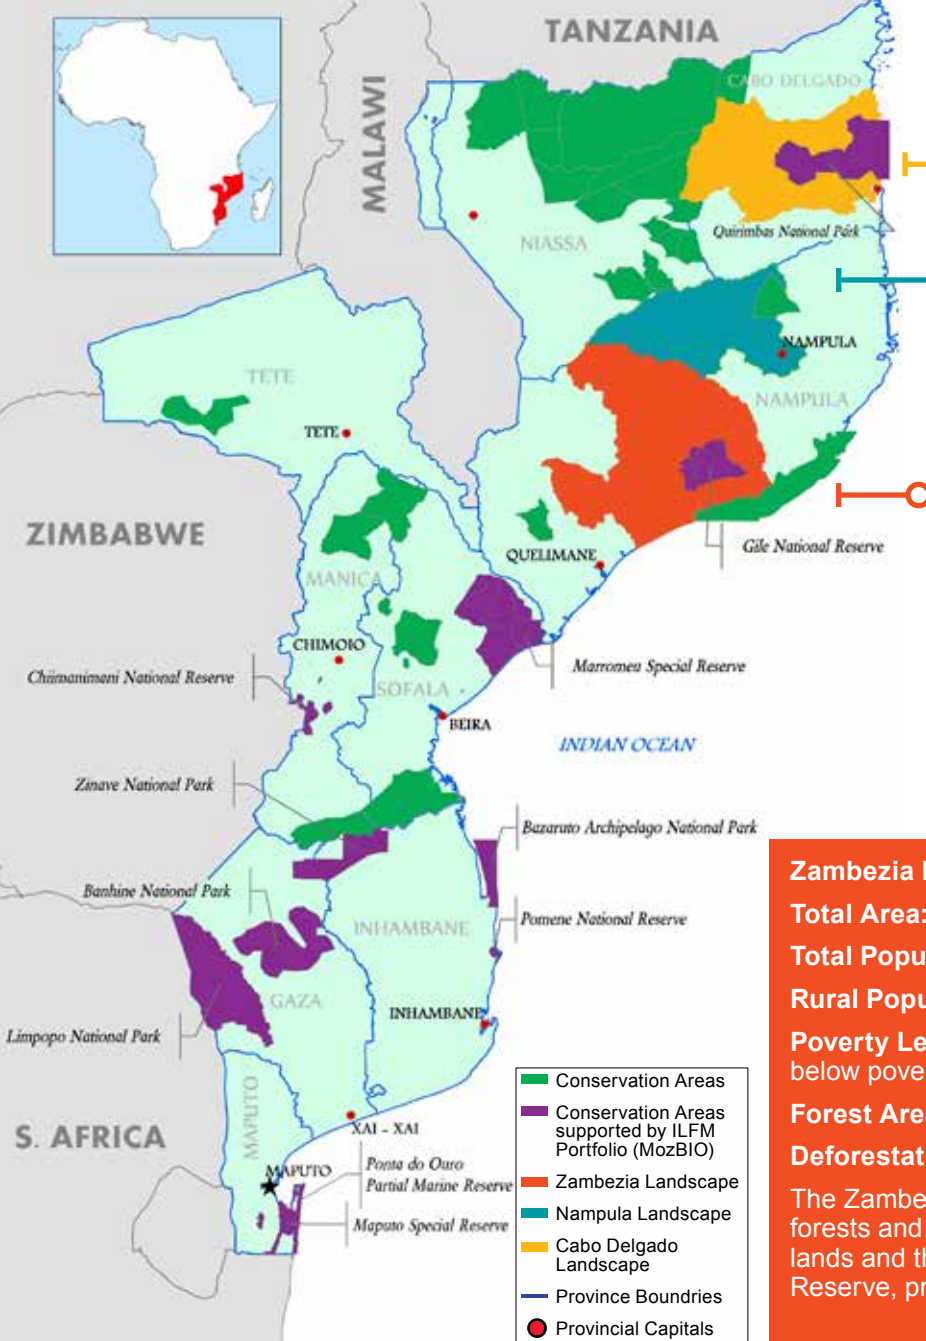 TANZANIA
MALAWI
CABO DELGADO
Quirimbas National Park
NIASSA
NAMPULA
NAMPULA
TETE
TETE
ZIMBABWE
Gile National Reserve
QUELIMANE
MANICA
CHIMOIO
Chiimanimani National Reserve
Marromeu Special Reserve
SOFALA
BEIRA
INDIAN OCEAN
Zinave National Park
Bazaruto Archipelago National Park
Banhine National Park
Pomene National Reserve
INHAMBANE
GAZA
INHAMBANE
Limpopo National Park
MAPUTO
S. AFRICA
XAI - XAI
MAPUTO
Ponta do Ouro
Partial Marine Reserve
Maputo Special Reserve
Conservation Areas
Conservation Areas
supported by ILFM
Portfolio (MozBIO)
Zambezia Landscape
Nampula Landscape
Cabo Delgado
Landscape
Province Boundries
Provincial Capitals
Zambezia
Total Area:
Total Popu
Rural Popu
Poverty Le
below pove
Forest Are
Deforestat
The Zambe
forests and
lands and th
Reserve, pr